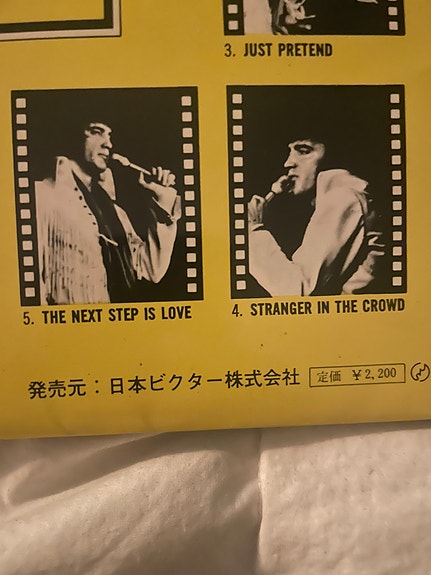 3. JUST PRETEND
5. THE NEXT STEP IS LOVE
4. STRANGER IN THE CROWD
発売元：日本ビクター株式会社 定価 ¥2,200